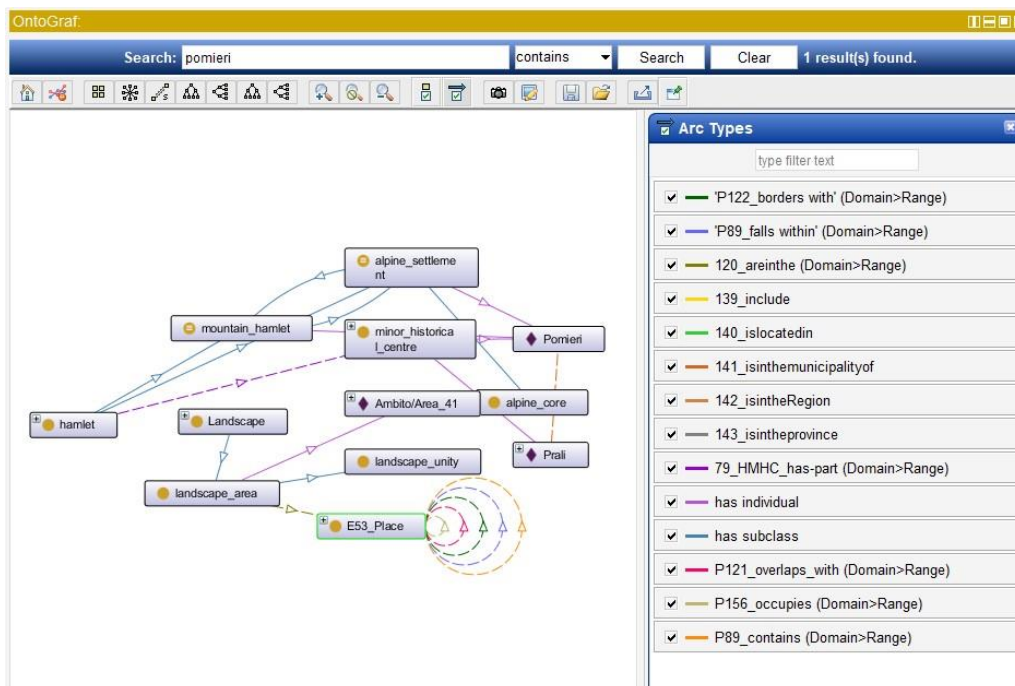 OntoGraf:
Search: pomieri contains Search Clear 1 result(s) found.
Arc Types
type filter text
'P122_borders with' (Domain>Range)
'P89_falls within' (Domain>Range)
120_areinthe (Domain>Range)
139_include
140_islocatedin
141_isinthemunicipalityof
142_isintheRegion
143_isintheprovince
79_HMHC_has-part (Domain>Range)
has individual
has subclass
P121_overlaps_with (Domain>Range)
P156_occupies (Domain>Range)
P89_contains (Domain>Range)
alpine_settleme
nt
mountain_hamlet
minor_historica
l_centre
Pomieri
Ambito/Area_41
alpine_core
hamlet
Landscape
landscape_unity
Prali
landscape_area
E53_Place